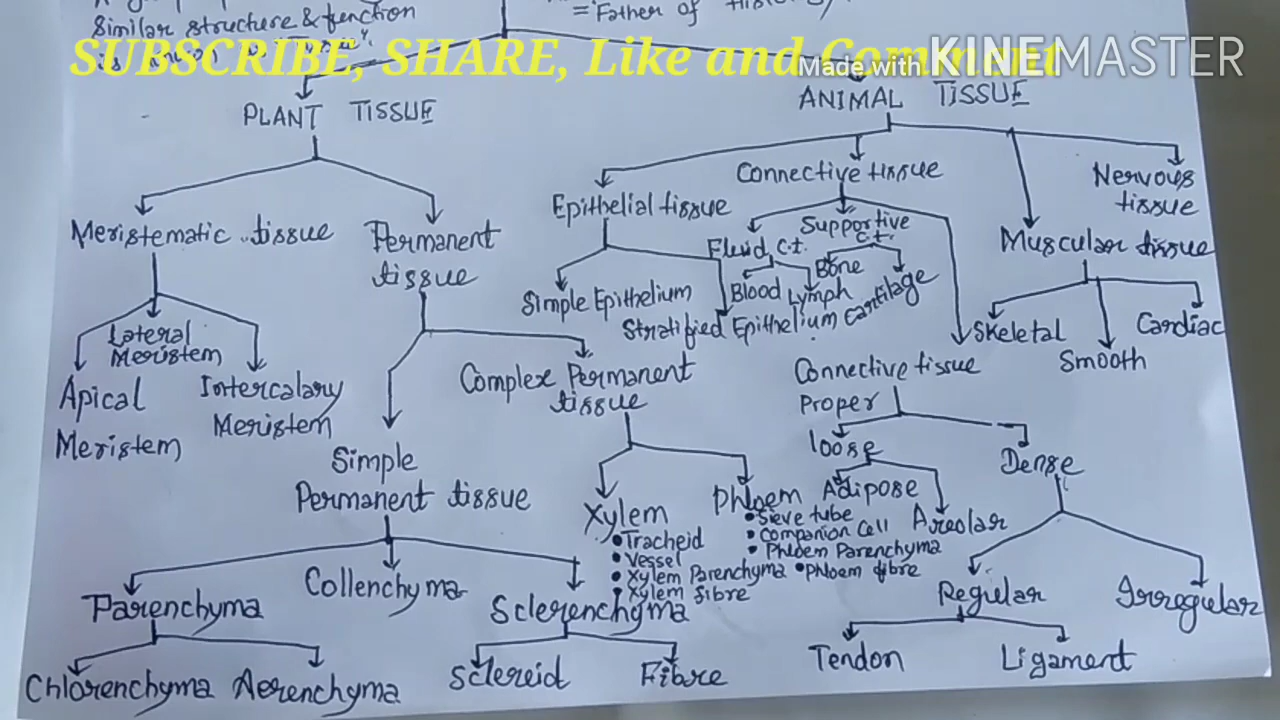 Similar structure & function
= Father of
SUBSCRIBE, SHARE, Like and Comment
Made with KINEMASTER
PLANT TISSUE
ANIMAL TISSUE
Meristematic tissue
Permanent
tissue
Epithelial tissue
Connective tissue
Nervous
tissue
Muscular tissue
Fluid c.t.
Supportive
c.t.
Simple Epithelium
Stratified Epithelium
Blood
Lymph
Bone
Cartilage
Skeletal
Smooth
Cardiac
Lateral
Meristem
Apical
Meristem
Intercalary
Meristem
Complex Permanent
tissue
Connective tissue
Proper
loose
Dense
Simple
Permanent tissue
Xylem
•Tracheid
•Vessel
•Xylem Parenchyma
•Xylem fibre
Phloem
•Sieve tube
•Companion Cell
•Phloem Parenchyma
•Phloem fibre
Adipose
Areolar
Regular
Irregular
Parenchyma
Collenchyma
Sclerenchyma
Tendon
Ligament
Chlorenchyma
Aerenchyma
Sclereid
Fibre